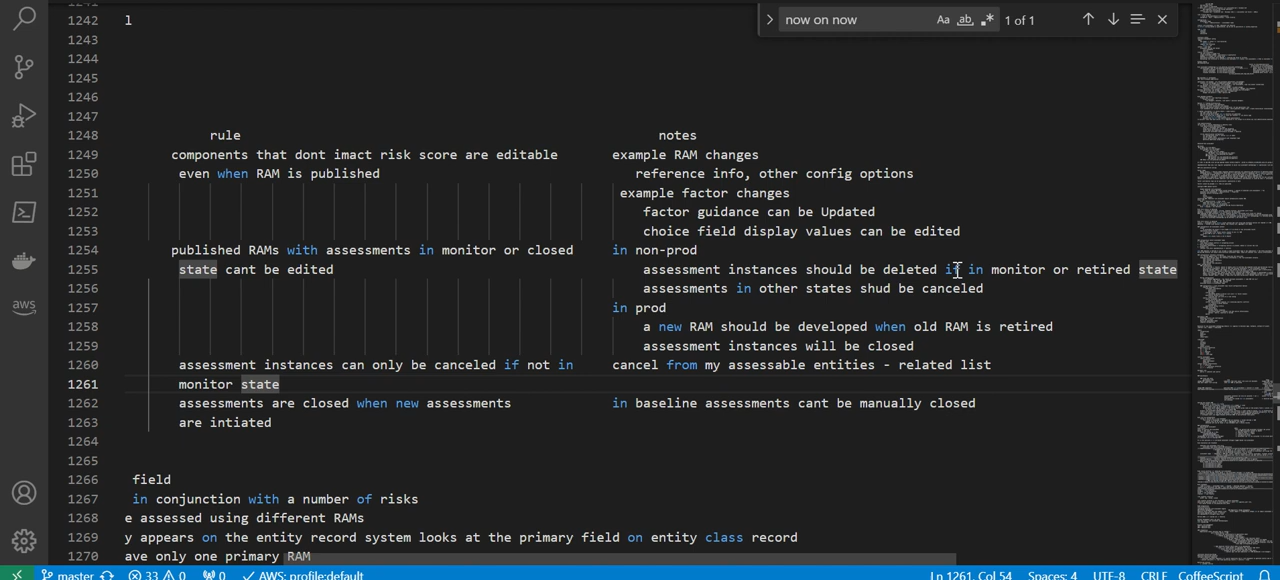 now on now Aa ab .* 1 of 1
1241
1242 l
1243
1244
1245
1246
1247
1248 rule notes
1249 components that dont imact risk score are editable example RAM changes
1250 even when RAM is published reference info, other config options
1251 example factor changes
1252 factor guidance can be Updated
1253 choice field display values can be edited
1254 published RAMs with assessments in monitor or closed in non-prod
1255 state cant be edited assessment instances should be deleted if in monitor or retired state
1256 assessments in other states shud be canceled
1257 in prod
1258 a new RAM should be developed when old RAM is retired
1259 assessment instances will be closed
1260 assessment instances can only be canceled if not in cancel from my assessable entities - related list
1261 monitor state
1262 assessments are closed when new assessments in baseline assessments cant be manually closed
1263 are intiated
1264
1265
1266 field
1267 in conjunction with a number of risks
1268 e assessed using different RAMs
1269 y appears on the entity record system looks at the primary field on entity class record
1270 ave only one primary RAM
aws
master 33 0 0 AWS: profile:default Ln 1261, Col 54 Spaces: 4 UTF-8 CRLF CoffeeScript